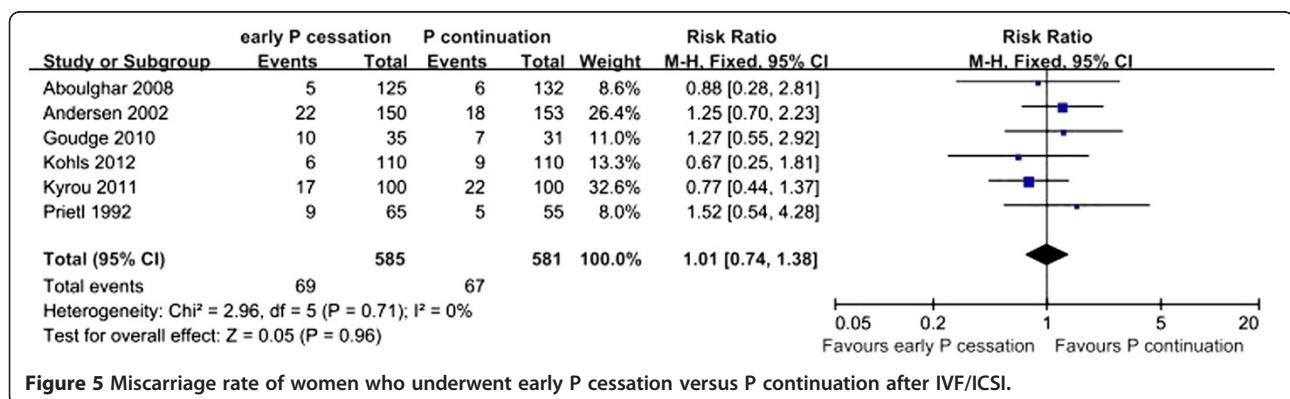 early P cessation P continuation Risk Ratio Risk Ratio
Study or Subgroup Events Total Events Total Weight M-H, Fixed, 95% CI M-H, Fixed, 95% CI
Aboulghar 2008 5 125 6 132 8.6% 0.88 [0.28, 2.81]
Andersen 2002 22 150 18 153 26.4% 1.25 [0.70, 2.23]
Goudge 2010 10 35 7 31 11.0% 1.27 [0.55, 2.92]
Kohls 2012 6 110 9 110 13.3% 0.67 [0.25, 1.81]
Kyrou 2011 17 100 22 100 32.6% 0.77 [0.44, 1.37]
Prietl 1992 9 65 5 55 8.0% 1.52 [0.54, 4.28]
Total (95% CI) 585 581 100.0% 1.01 [0.74, 1.38]
Total events 69 67
Heterogeneity: Chi² = 2.96, df = 5 (P = 0.71); I² = 0%
Test for overall effect: Z = 0.05 (P = 0.96)
0.05 0.2 1 5 20
Favours early P cessation Favours P continuation
Figure 5 Miscarriage rate of women who underwent early P cessation versus P continuation after IVF/ICSI.